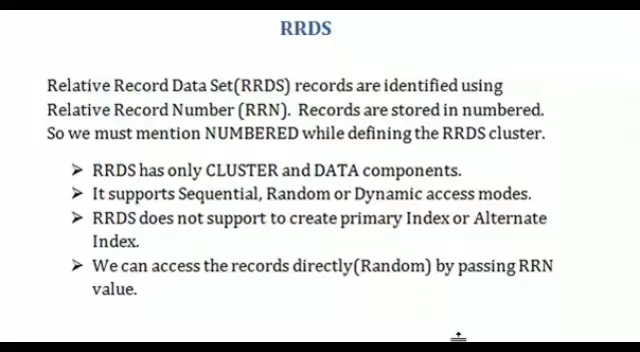 RRDS
Relative Record Data Set(RRDS) records are identified using
Relative Record Number (RRN).  Records are stored in numbered.
So we must mention NUMBERED while defining the RRDS cluster.
➤ RRDS has only CLUSTER and DATA components.
➤ It supports Sequential, Random or Dynamic access modes.
➤ RRDS does not support to create primary Index or Alternate
Index.
➤ We can access the records directly(Random) by passing RRN
value.